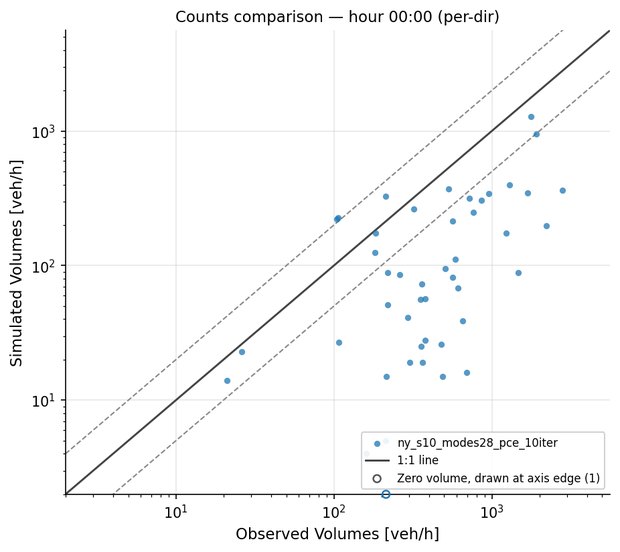 Counts comparison — hour 00:00 (per-dir)
Simulated Volumes [veh/h]
10³
10²
10¹
ny_s10_modes28_pce_10iter
1:1 line
Zero volume, drawn at axis edge (1)
10¹ 10² 10³
Observed Volumes [veh/h]